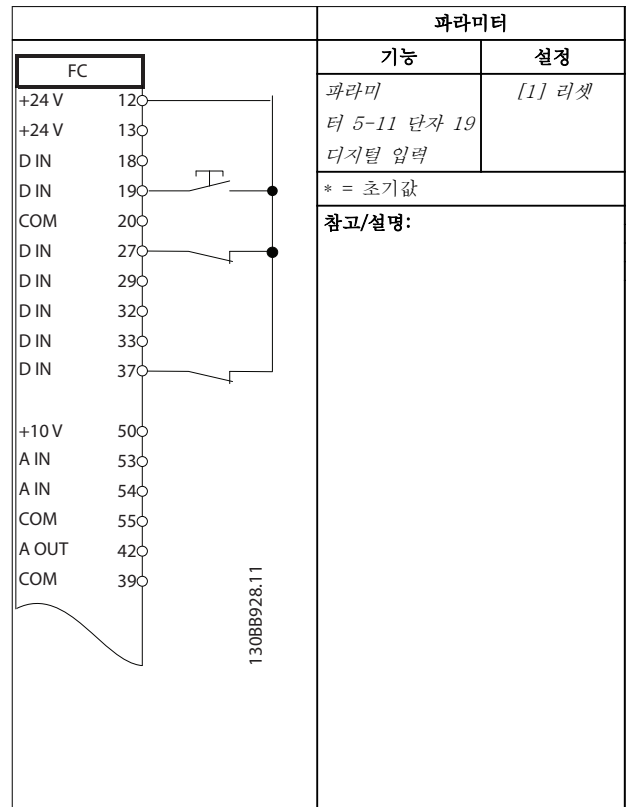 파라미터
기능 설정
파라미
터 5-11 단자 19
디지털 입력
[1] 리셋
* = 초기값
참고/설명:
FC
+24 V 12
+24 V 13
D IN 18
D IN 19
COM 20
D IN 27
D IN 29
D IN 32
D IN 33
D IN 37
+10 V 50
A IN 53
A IN 54
COM 55
A OUT 42
COM 39
130BB928.11